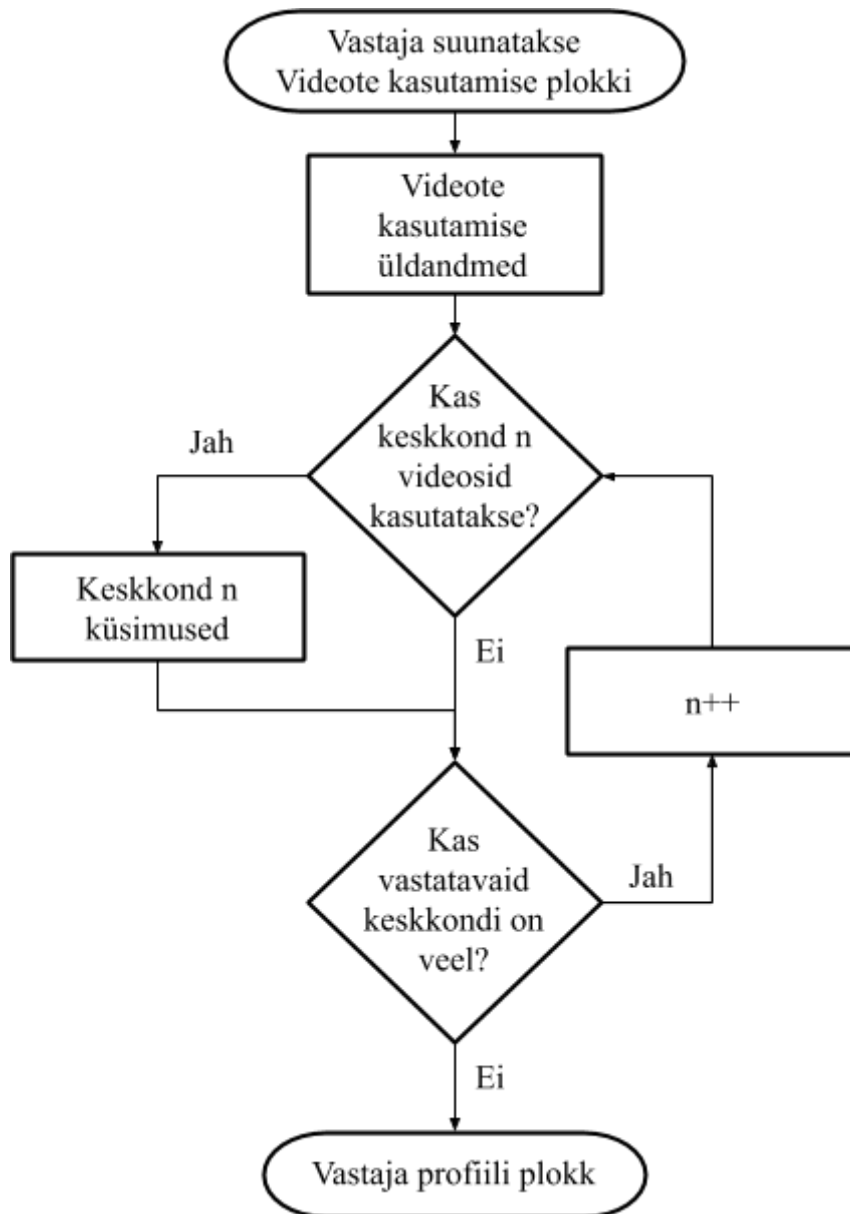 Vastaja suunatakse
Videote kasutamise plokki
Videote
kasutamise
üldandmed
Kas
keskkond n
videosid
kasutatakse?
Jah
Keskkond n
küsimused
Ei
n++
Kas
vastatavaid
keskkondi on
veel?
Jah
Ei
Vastaja profiili plokk